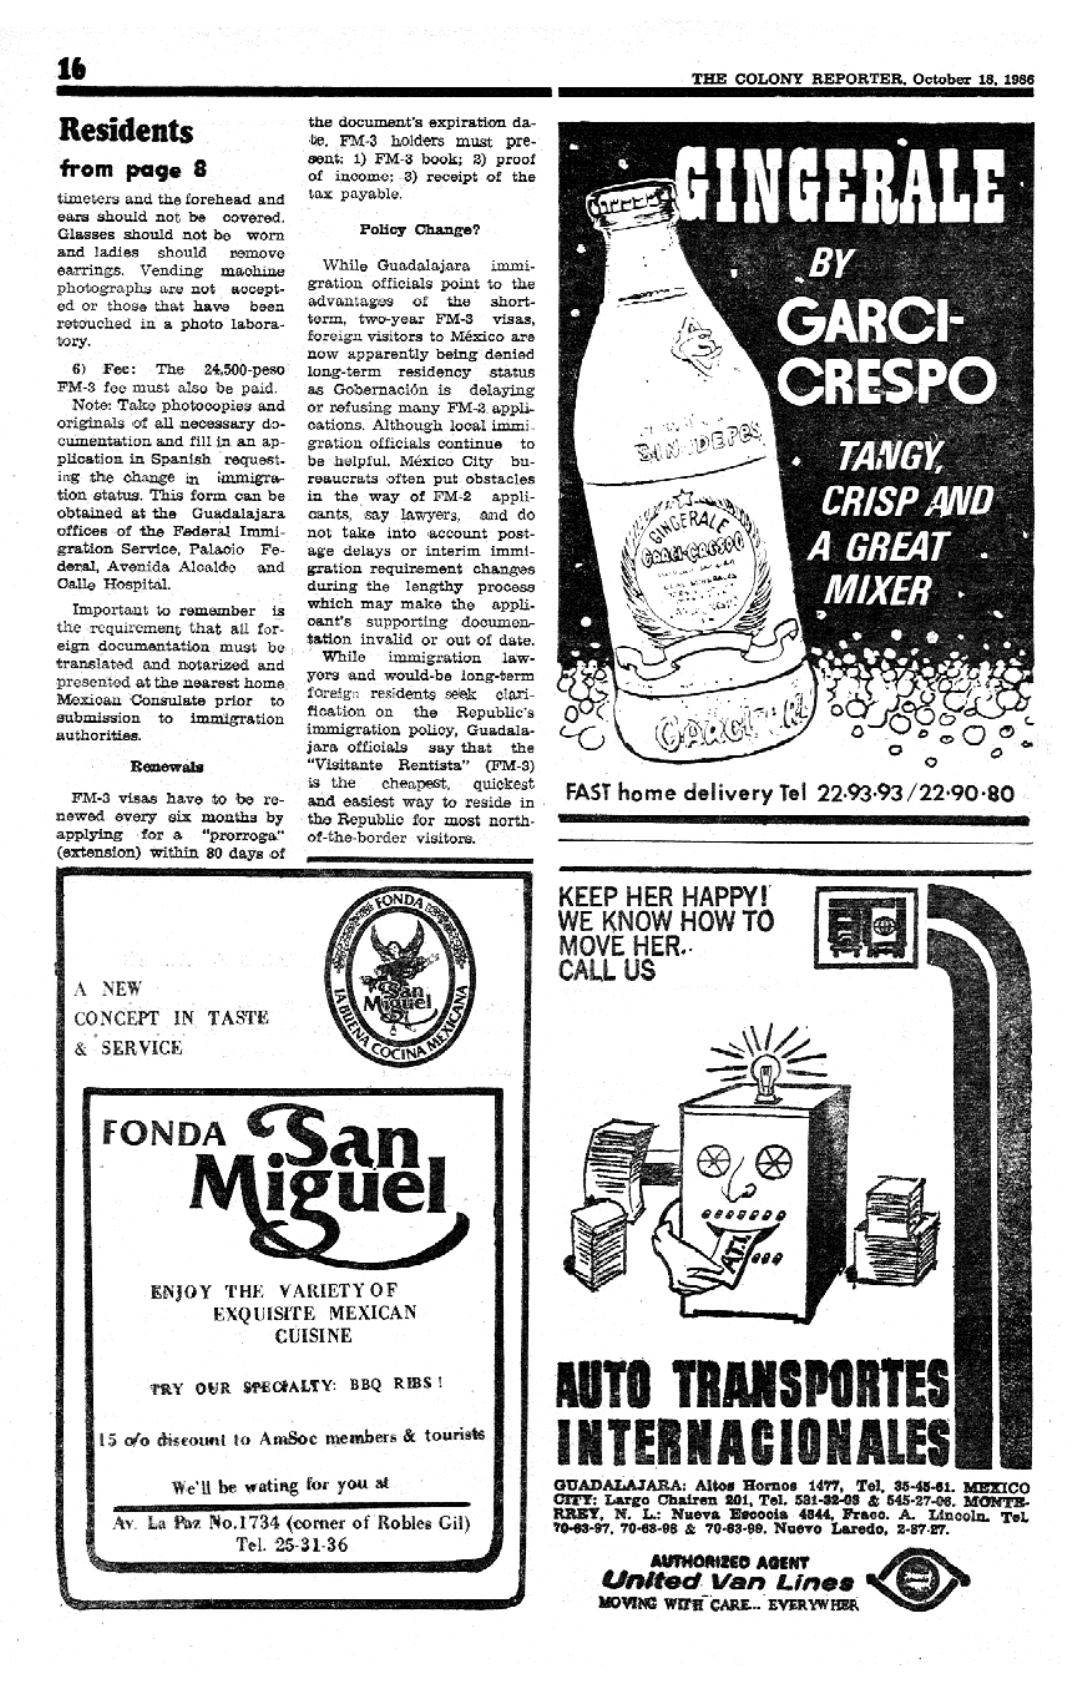 16
THE COLONY REPORTER, October 18, 1986
Residents
from page 8
timeters and the forehead and
ears should not be covered.
Glasses should not be worn
and ladies should remove
earrings. Vending machine
photographs are not accept-
ed or those that have been
retouched in a photo labora-
tory.
6) Fee: The 24,500-peso
FM-3 fee must also be paid.
Note: Take photocopies and
originals of all necessary do-
cumentation and fill in an ap-
plication in Spanish request-
ing the change in immigra-
tion status. This form can be
obtained at the Guadalajara
offices of the Federal Immi-
gration Service, Palacio Fe-
deral, Avenida Alcalde and
Calle Hospital.
Important to remember is
the requirement that all for-
eign documentation must be
translated and notarized and
presented at the nearest home
Mexican Consulate prior to
submission to immigration
authorities.
Renewals
FM-3 visas have to be re-
newed every six months by
applying for a "prorroga"
(extension) within 30 days of
the document's expiration da-
te. FM-3 holders must pre-
sent: 1) FM-3 book; 2) proof
of income; 3) receipt of the
tax payable.
Policy Change?
While Guadalajara immi-
gration officials point to the
advantages of the short-
term, two-year FM-3 visas,
foreign visitors to México are
now apparently being denied
long-term residency status
as Gobernación is delaying
or refusing many FM-2 appli-
cations. Although local immi-
gration officials continue to
be helpful, México City bu-
reaucrats often put obstacles
in the way of FM-2 appli-
cants, say lawyers, and do
not take into account post-
age delays or interim immi-
gration requirement changes
during the lengthy process
which may make the appli-
cant's supporting documen-
tation invalid or out of date.
While immigration law-
yers and would-be long-term
foreign residents seek clari-
fication on the Republic's
immigration policy, Guadala-
jara officials say that the
"Visitante Rentista" (FM-3)
is the cheapest, quickest
and easiest way to reside in
the Republic for most north-
of-the-border visitors.
GINGERALE
BY
GARCI-
CRESPO
TANGY,
CRISP AND
A GREAT
MIXER
GINGERALE
GARCI-CRESPO
FAST home delivery Tel 22·93·93/22·90·80
A NEW
CONCEPT IN TASTE
& SERVICE
FONDA
San
Miguel
LA BUENA COCINA MEXICANA
FONDA San
Miguel
ENJOY THE VARIETY OF
EXQUISITE MEXICAN
CUISINE
TRY OUR SPECIALTY: BBQ RIBS!
15 o/o discount to AmSoc members & tourists
We'll be wating for you at
Av. La Paz No.1734 (corner of Robles Gil)
Tel. 25-31-36
KEEP HER HAPPY!
WE KNOW HOW TO
MOVE HER..
CALL US
A.T.I.
AUTO TRANSPORTES
INTERNACIONALES
GUADALAJARA: Altos Hornos 1477, Tel. 35-45-61. MEXICO
CITY: Largo Chairen 201, Tel. 531-32-03 & 545-27-06. MONTE-
RREY, N. L.: Nueva Escocia 4844, Fracc. A. Lincoln. Tel
70-63-97, 70-63-98 & 70-63-99. Nuevo Laredo, 2-37-27.
AUTHORIZED AGENT
United Van Lines
MOVING WITH CARE... EVERYWHER